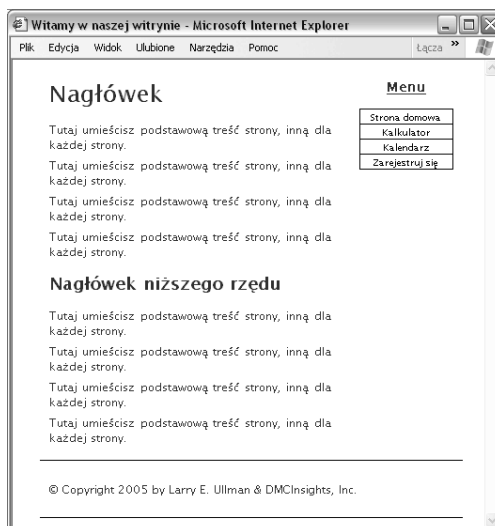 Witamy w naszej witrynie - Microsoft Internet Explorer
Plik Edycja Widok Ulubione Narzędzia Pomoc Łącza »
Nagłówek
Tutaj umieścisz podstawową treść strony, inną dla
każdej strony.
Tutaj umieścisz podstawową treść strony, inną dla
każdej strony.
Tutaj umieścisz podstawową treść strony, inną dla
każdej strony.
Tutaj umieścisz podstawową treść strony, inną dla
każdej strony.
Nagłówek niższego rzędu
Tutaj umieścisz podstawową treść strony, inną dla
każdej strony.
Tutaj umieścisz podstawową treść strony, inną dla
każdej strony.
Tutaj umieścisz podstawową treść strony, inną dla
każdej strony.
Tutaj umieścisz podstawową treść strony, inną dla
każdej strony.
Menu
Strona domowa
Kalkulator
Kalendarz
Zarejestruj się
© Copyright 2005 by Larry E. Ullman & DMCInsights, Inc.